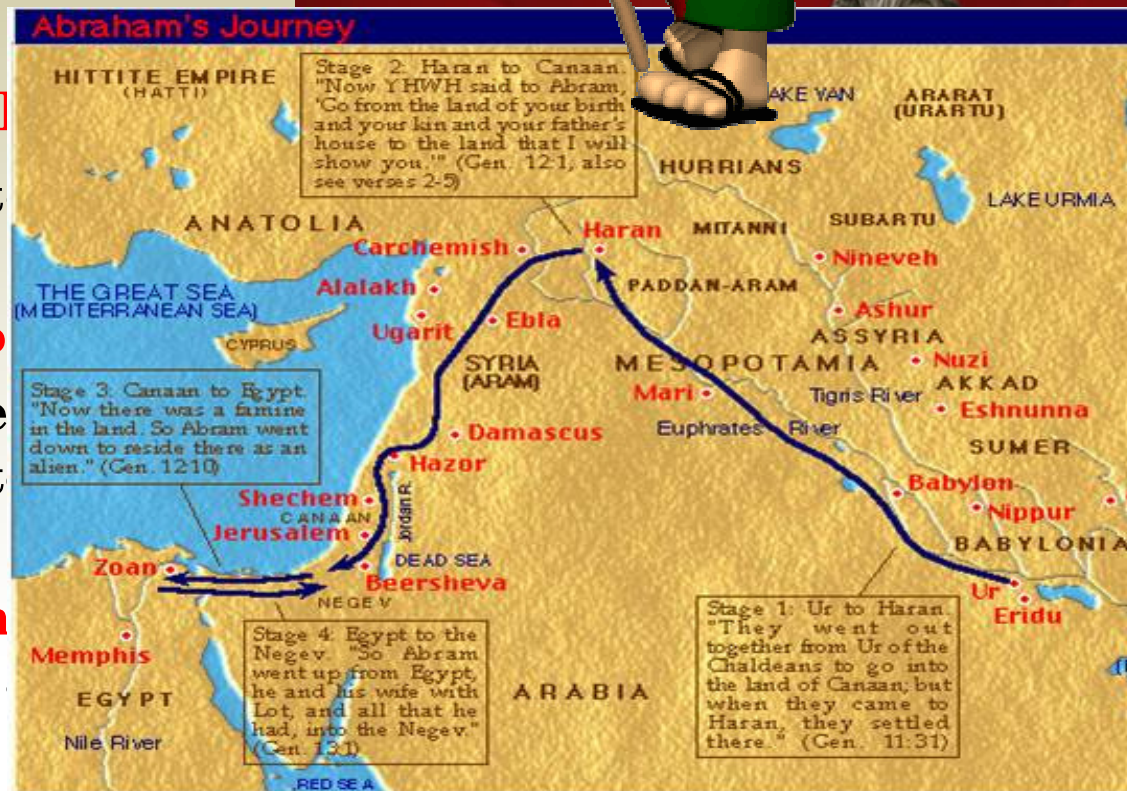 Abraham's Journey
HITTITE EMPIRE
(HATTI)
Stage 2: Haran to Canaan.
"Now YHWH said to Abram,
'Go from the land of your birth
and your kin and your father's
house to the land that I will
show you.'" (Gen. 12:1, also
see verses 2-5)
AKE VAN
ARARAT
(URARTU)
HURRIANS
LAKE URMIA
ANATOLIA
Haran
MITANNI
SUBARTU
Carchemish
Nineveh
THE GREAT SEA
(MEDITERRANEAN SEA)
Alalakh
PADDAN-ARAM
Ugarit
Ebla
Ashur
ASSYRIA
CYPRUS
SYRIA
(ARAM)
MESOPOTAMIA
Nuzi
Mari
Tigris River
AKKAD
Eshnunna
Stage 3. Canaan to Egypt.
"Now there was a famine
in the land. So Abram went
down to reside there as an
alien." (Gen. 12:10)
Damascus
Euphrates River
SUMER
Hazor
Shechem
CANAAN
Jordan R.
Babylon
Nippur
Jerusalem
BABYLONIA
DEAD SEA
Zoan
Beersheva
NEGEV
Ur
Eridu
Stage 1: Ur to Haran.
"They went out
together from Ur of the
Chaldeans to go into
the land of Canaan; but
when they came to
Haran, they settled
there." (Gen. 11:31)
Stage 4: Egypt to the
Negev. "So Abram
went up from Egypt,
he and his wife with
Lot, and all that he
had, into the Negev."
(Gen. 13:1)
Memphis
EGYPT
ARABIA
Nile River
RED SEA